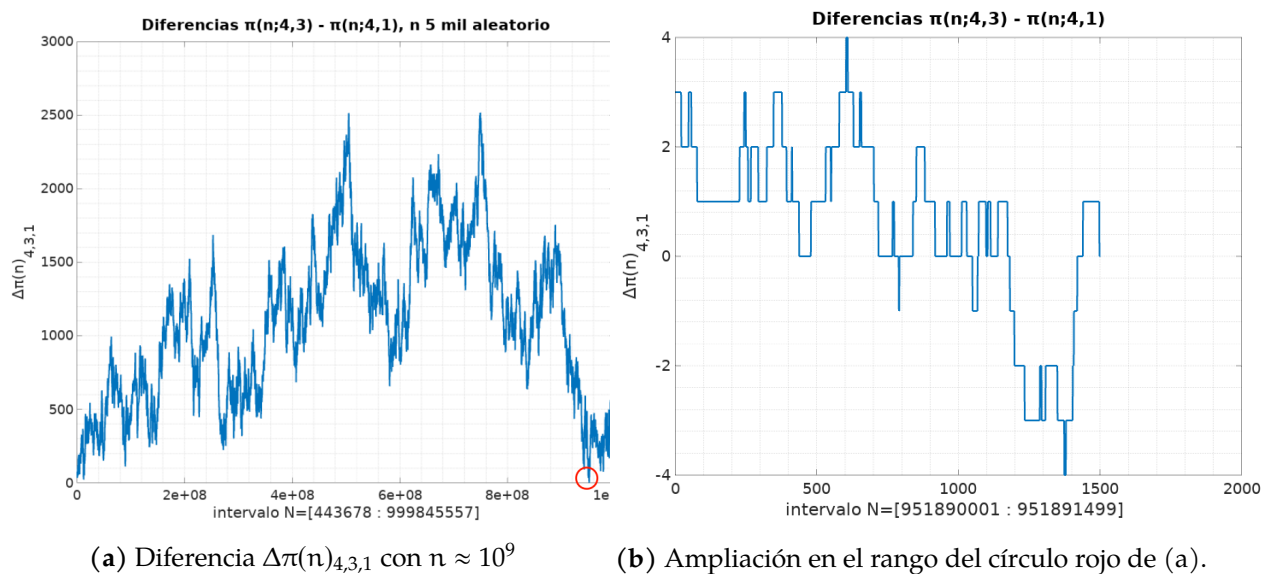 Diferencias π(n;4,3) - π(n;4,1), n 5 mil aleatorio
3000
2500
2000
1500
1000
500
0
Δπ(n)4,3,1
0 2e+08 4e+08 6e+08 8e+08 1e
intervalo N=[443678 : 999845557]
(a) Diferencia Δπ(n)4,3,1 con n ≈ 10^9
Diferencias π(n;4,3) - π(n;4,1)
4
2
0
-2
-4
Δπ(n)4,3,1
0 500 1000 1500 2000
intervalo N=[951890001 : 951891499]
(b) Ampliación en el rango del círculo rojo de (a).